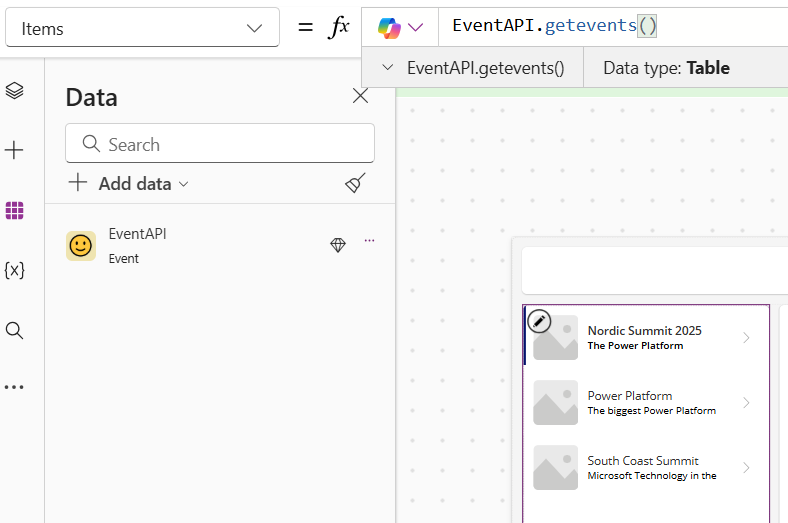 Items
= fx
EventAPI.getevents()
EventAPI.getevents()
Data type: Table
Data
Search
Add data
EventAPI
Event
{x}
Nordic Summit 2025
The Power Platform
Power Platform
The biggest Power Platform
South Coast Summit
Microsoft Technology in the